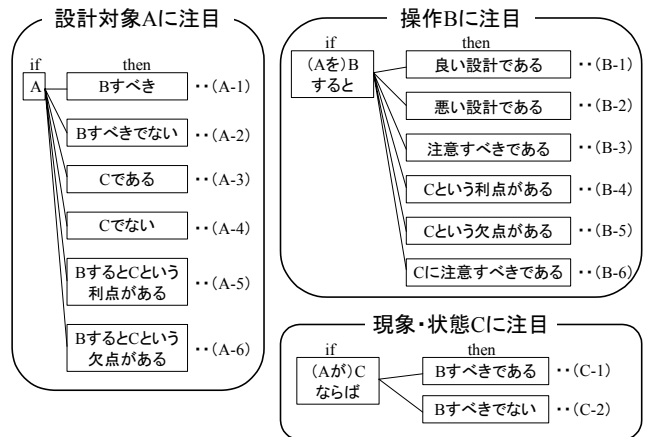 設計対象Aに注目
if
then
A
Bすべき
‥(A-1)
Bすべきでない
‥(A-2)
Cである
‥(A-3)
Cでない
‥(A-4)
BするとCという
利点がある
‥(A-5)
BするとCという
欠点がある
‥(A-6)
操作Bに注目
if
then
(Aを)B
すると
良い設計である
‥(B-1)
悪い設計である
‥(B-2)
注意すべきである
‥(B-3)
Cという利点がある
‥(B-4)
Cという欠点がある
‥(B-5)
Cに注意すべきである
‥(B-6)
現象・状態Cに注目
if
then
(Aが)C
ならば
Bすべきである
‥(C-1)
Bすべきでない
‥(C-2)